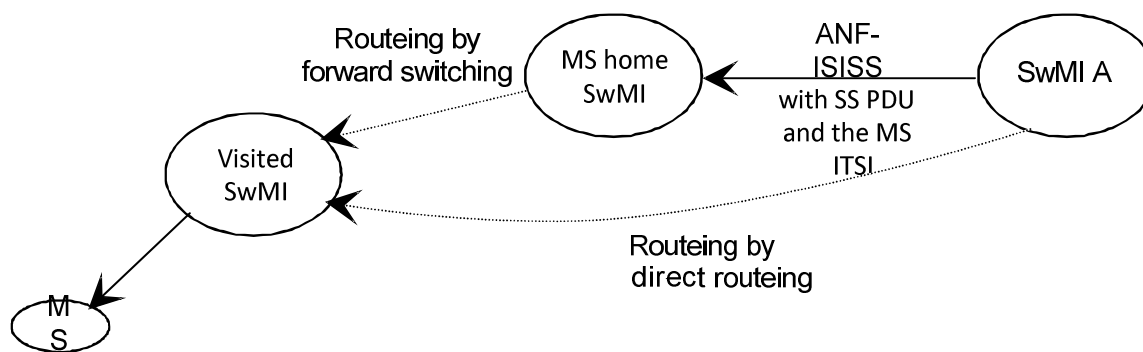 Routeing by
forward switching
MS home
SwMI
ANF-
ISISS
with SS PDU
and the MS
ITSI
SwMI A
Visited
SwMI
Routeing by
direct routeing
M
S